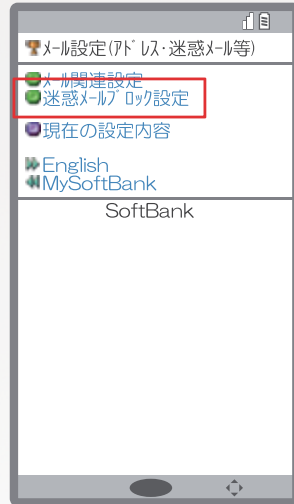 メール設定(アドレス・迷惑メール等)
メール関連設定
迷惑メールブロック設定
現在の設定内容
English
MySoftBank
SoftBank